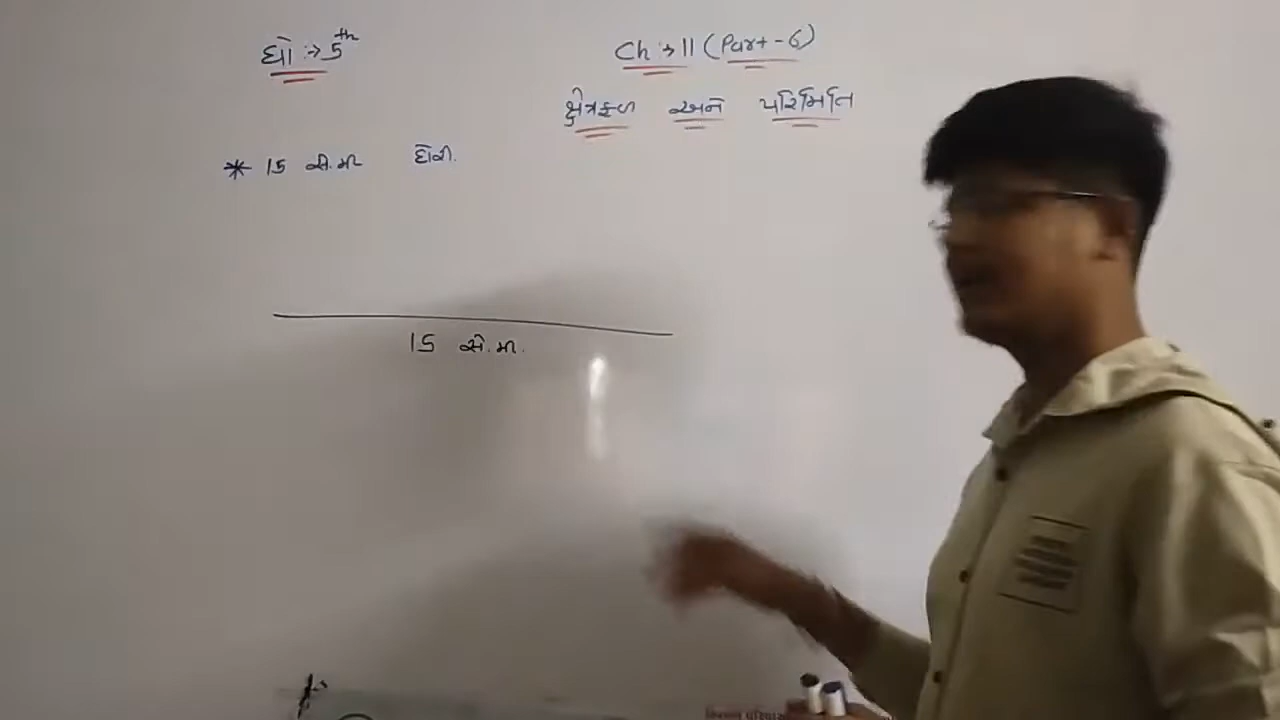 ધો :→ 5th
Ch :→ 11 (Part - 6)
ક્ષેત્રફળ અને પરિમિતિ
* 15 સે.મી દોરી.
15 સે.મી.